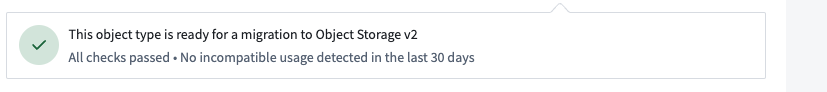 This object type is ready for a migration to Object Storage v2
All checks passed • No incompatible usage detected in the last 30 days